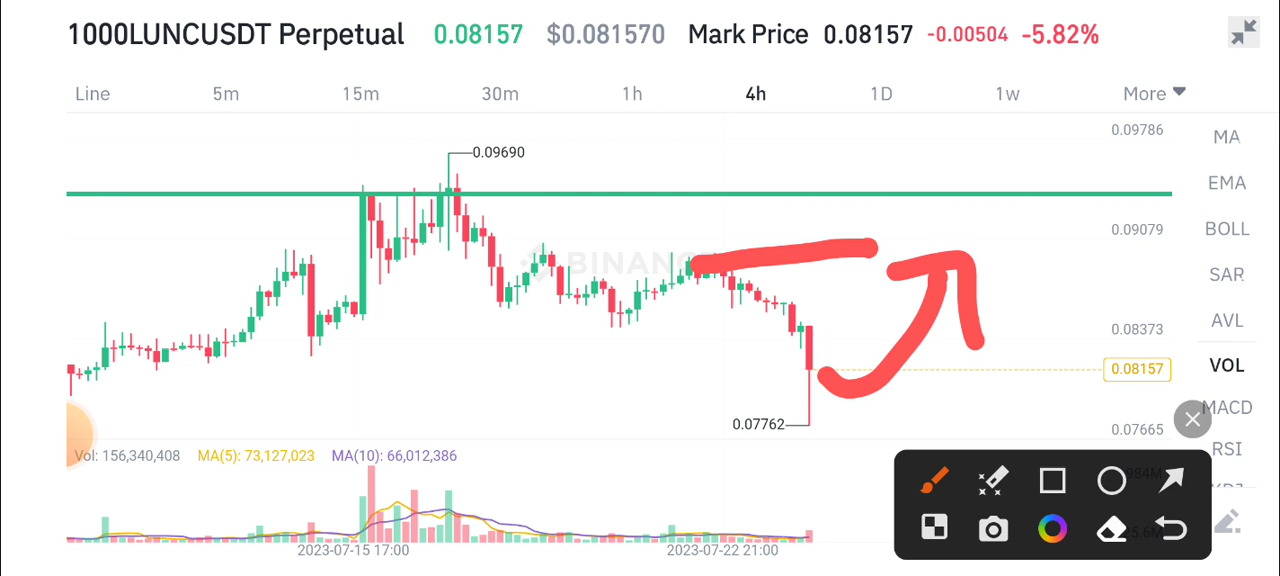 1000LUNCUSDT Perpetual 0.08157 $0.081570 Mark Price 0.08157 -0.00504 -5.82%
Line 5m 15m 30m 1h 4h 1D 1w More
0.09786
MA
0.09690
EMA
0.09079
BOLL
BINAN
SAR
0.08373
AVL
0.08157
VOL
MACD
0.07762
0.07665
RSI
Vol: 156,340,408 MA(5): 73,127,023 MA(10): 66,012,386
2023-07-15 17:00 2023-07-22 21:00